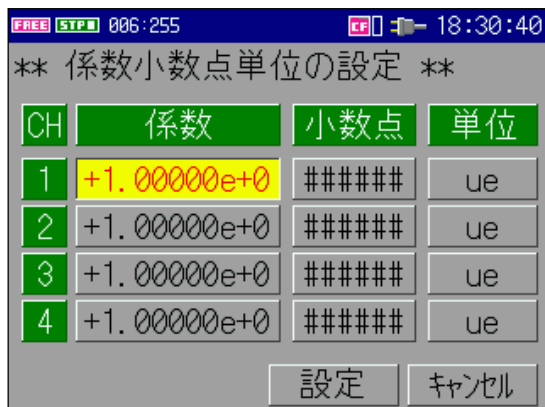 FREE STP■ 006:255 CF 18:30:40
** 係数小数点単位の設定 **
CH 係数 小数点 単位
1 +1.00000e+0 ###### ue
2 +1.00000e+0 ###### ue
3 +1.00000e+0 ###### ue
4 +1.00000e+0 ###### ue
設定 キャンセル